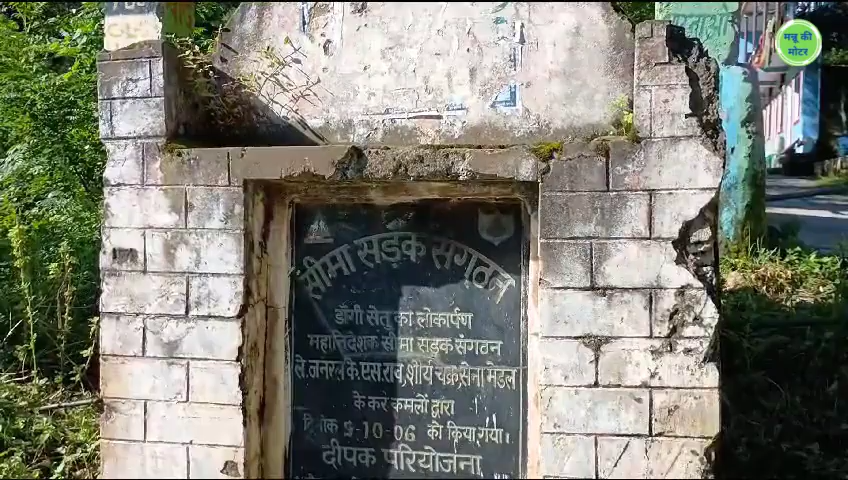 मन्नू की
मोटर
सीमा सड़क संगठन
डौंगी सेतु का लोकार्पण
महानिदेशक सीमा सड़क संगठन
ले.जनरल के.एस.राव,शौर्य चक्र,सेना मेडल
के कर कमलों द्वारा
दिनांक 9-10-06 को किया गया
दीपक परियोजना